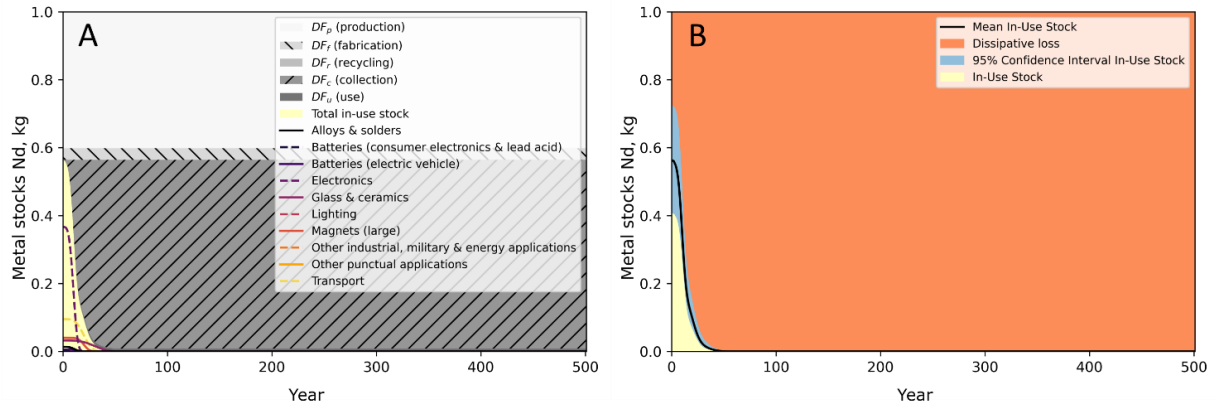 A
DF_p (production)
DF_f (fabrication)
DF_r (recycling)
DF_c (collection)
DF_u (use)
Total in-use stock
Alloys & solders
Batteries (consumer electronics & lead acid)
Batteries (electric vehicle)
Electronics
Glass & ceramics
Lighting
Magnets (large)
Other industrial, military & energy applications
Other punctual applications
Transport
Metal stocks Nd, kg
1.0
0.8
0.6
0.4
0.2
0.0
0 100 200 300 400 500
Year
B
Mean In-Use Stock
Dissipative loss
95% Confidence Interval In-Use Stock
In-Use Stock
Metal stocks Nd, kg
1.0
0.8
0.6
0.4
0.2
0.0
0 100 200 300 400 500
Year